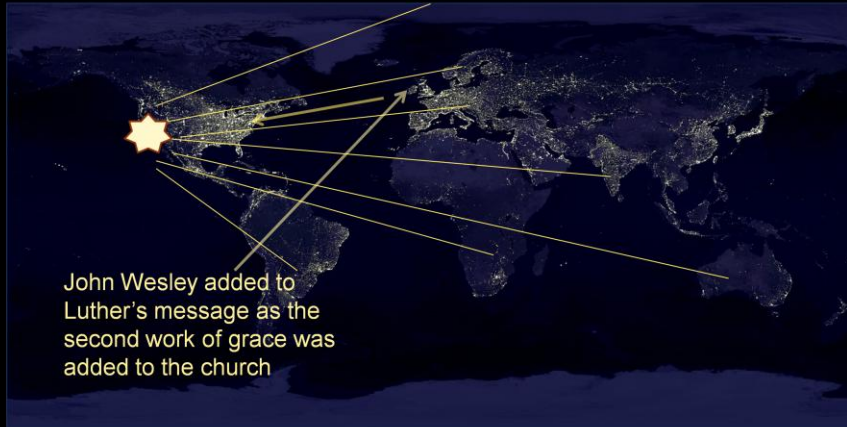 John Wesley added to
Luther’s message as the
second work of grace was
added to the church